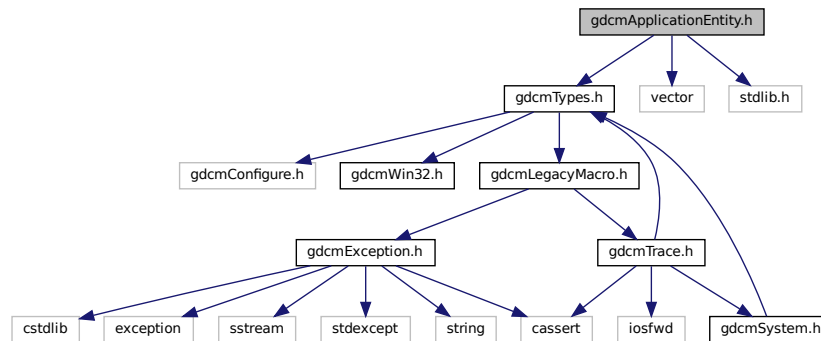 gdcmApplicationEntity.h
gdcmTypes.h
vector
stdlib.h
gdcmConfigure.h
gdcmWin32.h
gdcmLegacyMacro.h
gdcmException.h
gdcmTrace.h
cstdlib
exception
sstream
stdexcept
string
cassert
iosfwd
gdcmSystem.h